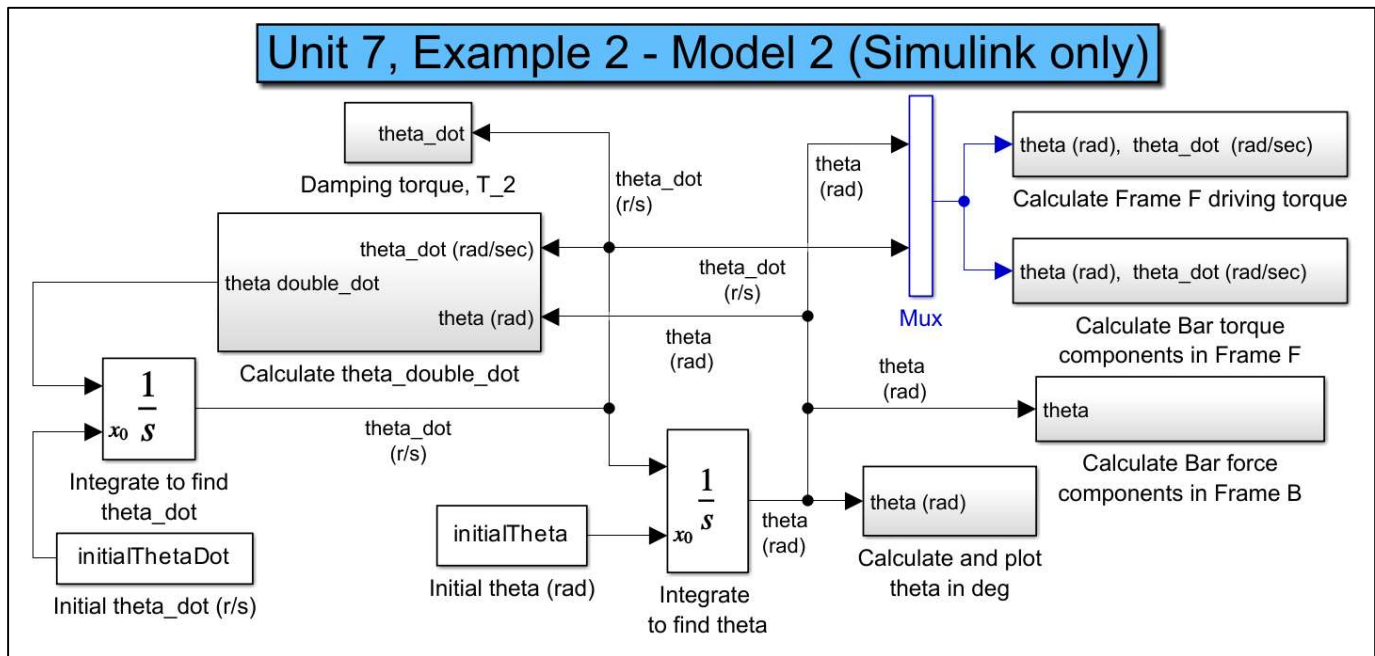 Unit 7, Example 2 - Model 2 (Simulink only)
theta_dot
Damping torque, T_2
theta_dot
(r/s)
theta
(rad)
theta (rad),  theta_dot  (rad/sec)
Calculate Frame F driving torque
theta_dot (rad/sec)
theta double_dot
theta (rad)
Calculate theta_double_dot
theta_dot
(r/s)
theta
(rad)
Mux
theta (rad),  theta_dot (rad/sec)
Calculate Bar torque
components in Frame F
theta
(rad)
theta
Calculate Bar force
components in Frame B
1
s
x0
Integrate to find
theta_dot
theta_dot
(r/s)
initialThetaDot
Initial theta_dot (r/s)
initialTheta
Initial theta (rad)
1
s
x0
Integrate
to find theta
theta
(rad)
theta (rad)
Calculate and plot
theta in deg